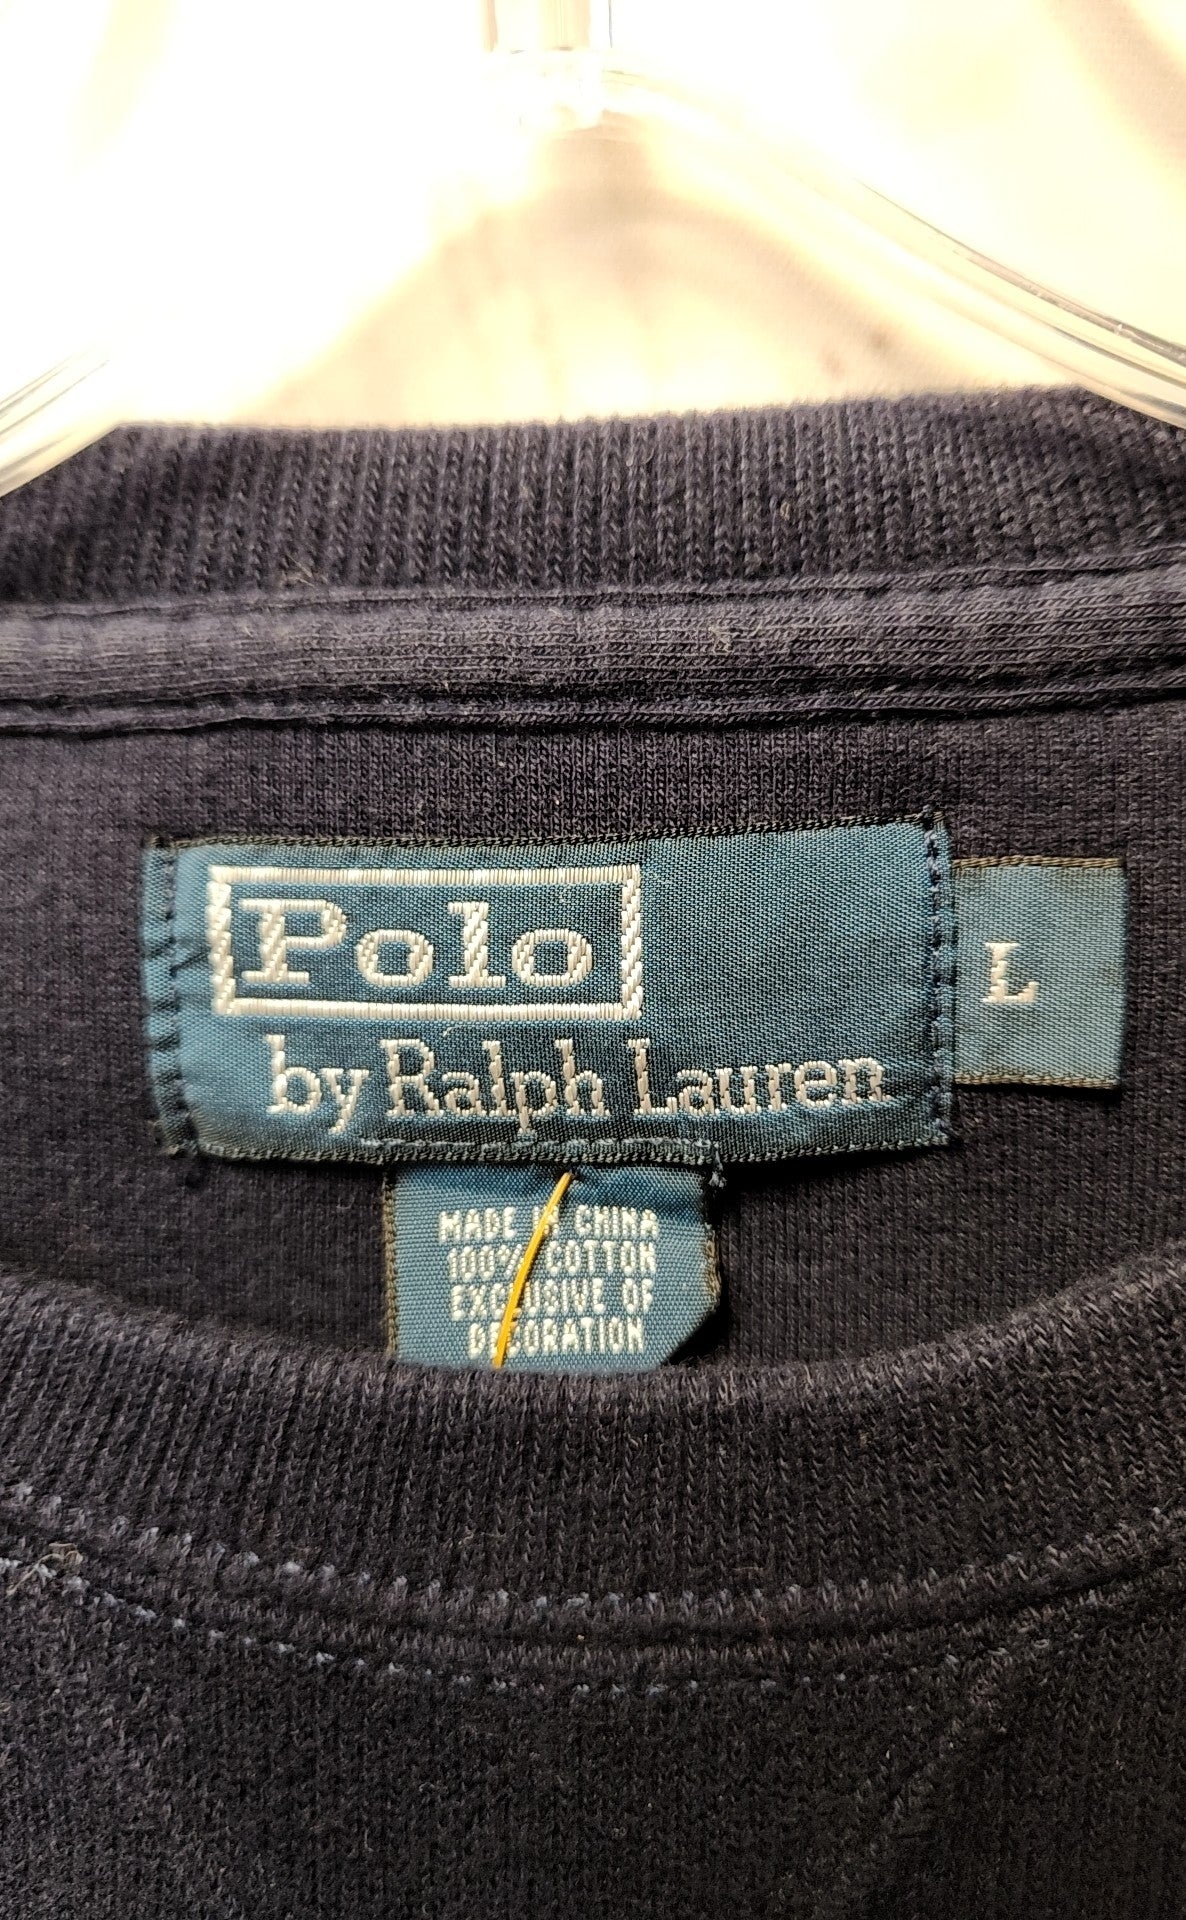 Polo
by Ralph Lauren
L
MADE IN CHINA
100% COTTON
EXCLUSIVE OF
DECORATION